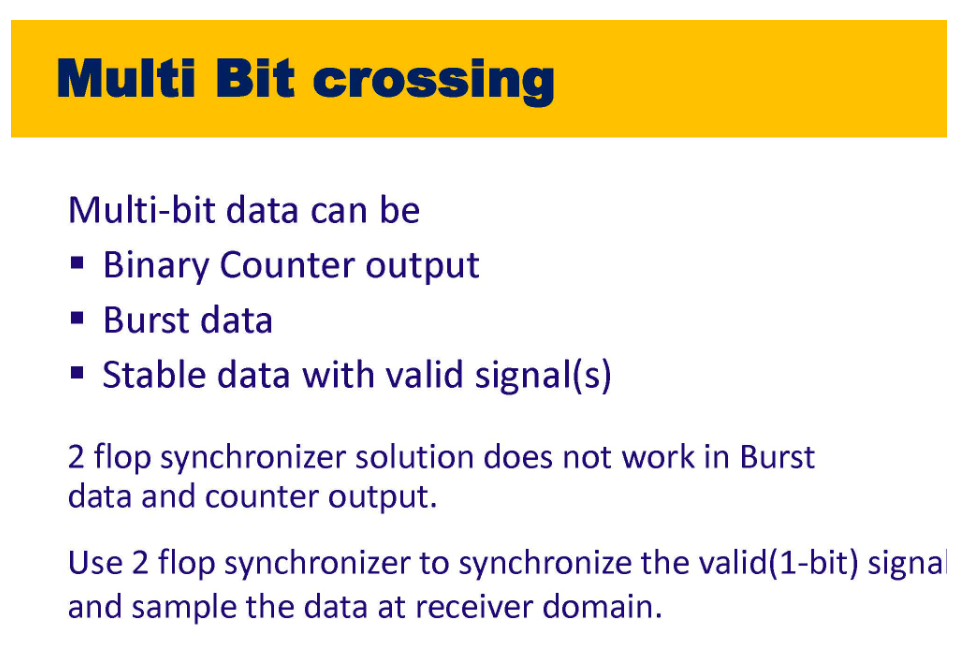 Multi Bit crossing
Multi-bit data can be
▪ Binary Counter output
▪ Burst data
▪ Stable data with valid signal(s)
2 flop synchronizer solution does not work in Burst
data and counter output.
Use 2 flop synchronizer to synchronize the valid(1-bit) signal
and sample the data at receiver domain.